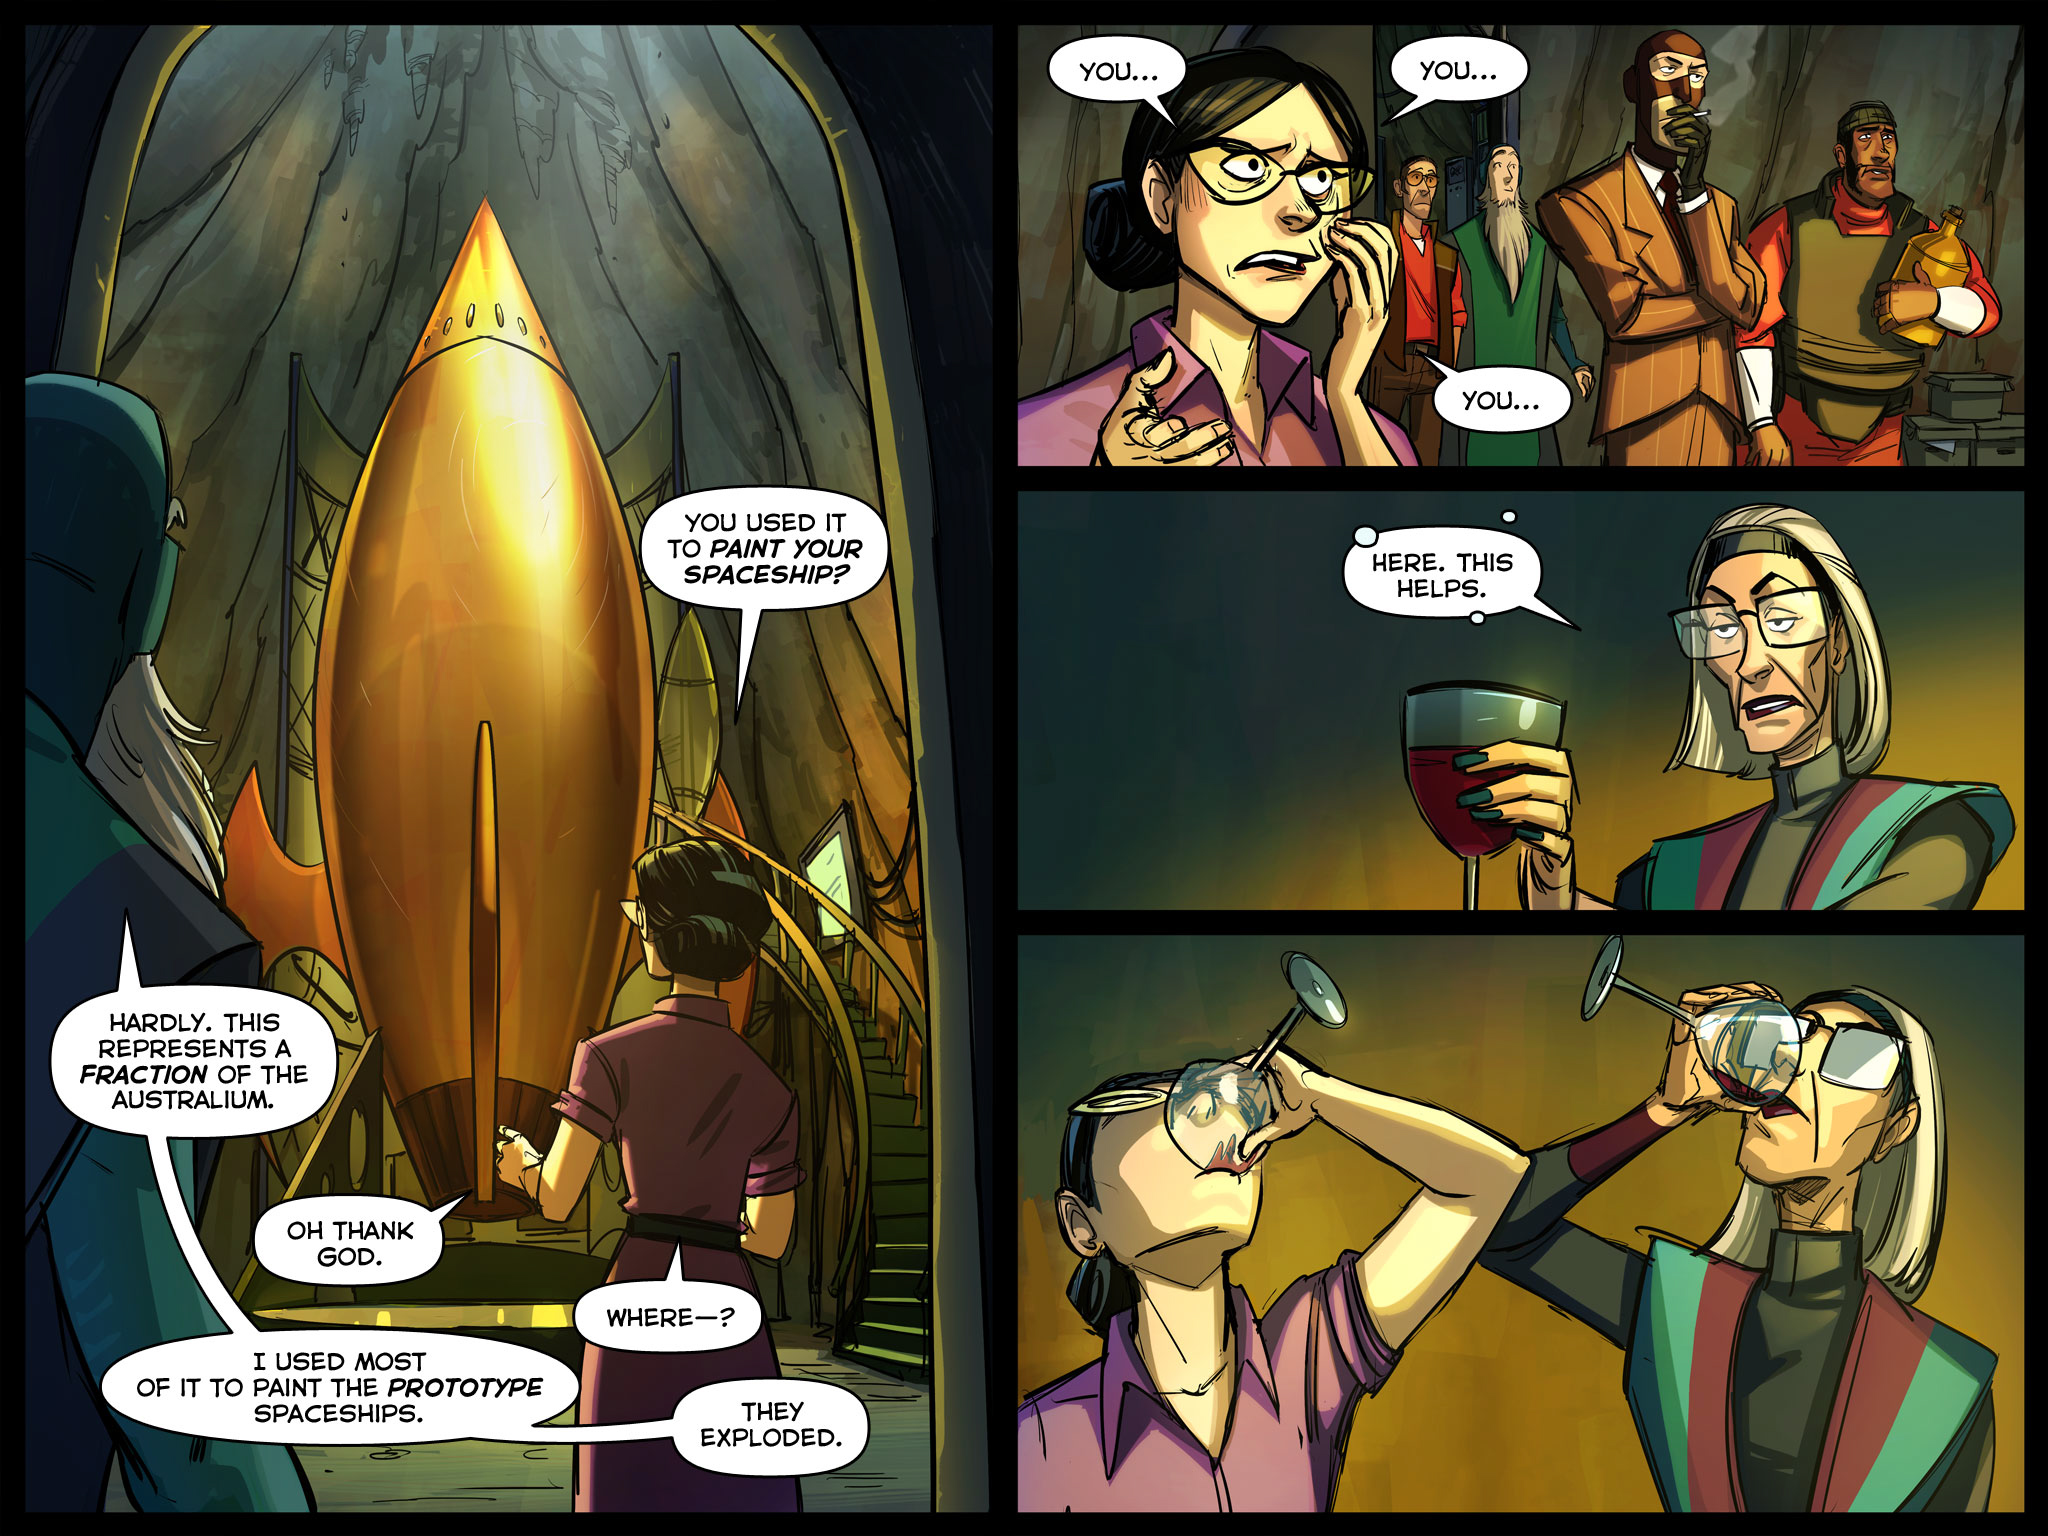 YOU USED IT
TO PAINT YOUR
SPACESHIP?
HARDLY. THIS
REPRESENTS A
FRACTION OF THE
AUSTRALIUM.
OH THANK
GOD.
WHERE—?
I USED MOST
OF IT TO PAINT THE PROTOTYPE
SPACESHIPS.
THEY
EXPLODED.
YOU...
YOU...
YOU...
HERE. THIS
HELPS.